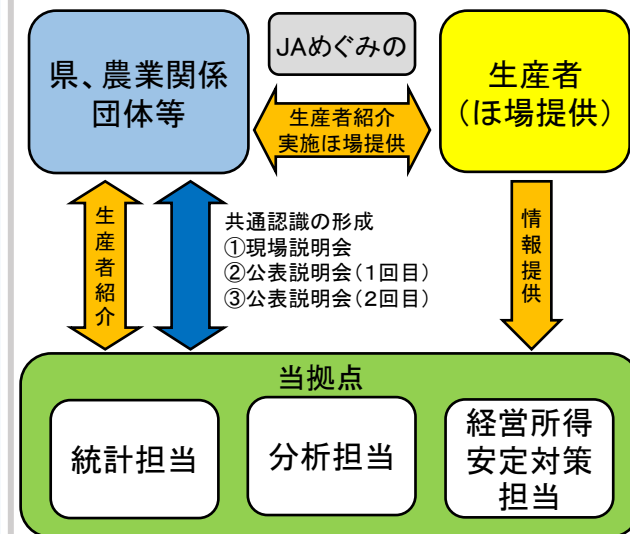 県、農業関係
団体等
JAめぐみの
生産者
（ほ場提供）
生産者紹介
実施ほ場提供
生産者紹介
共通認識の形成
①現場説明会
②公表説明会（1回目）
③公表説明会（2回目）
情報提供
当拠点
統計担当
分析担当
経営所得
安定対策
担当